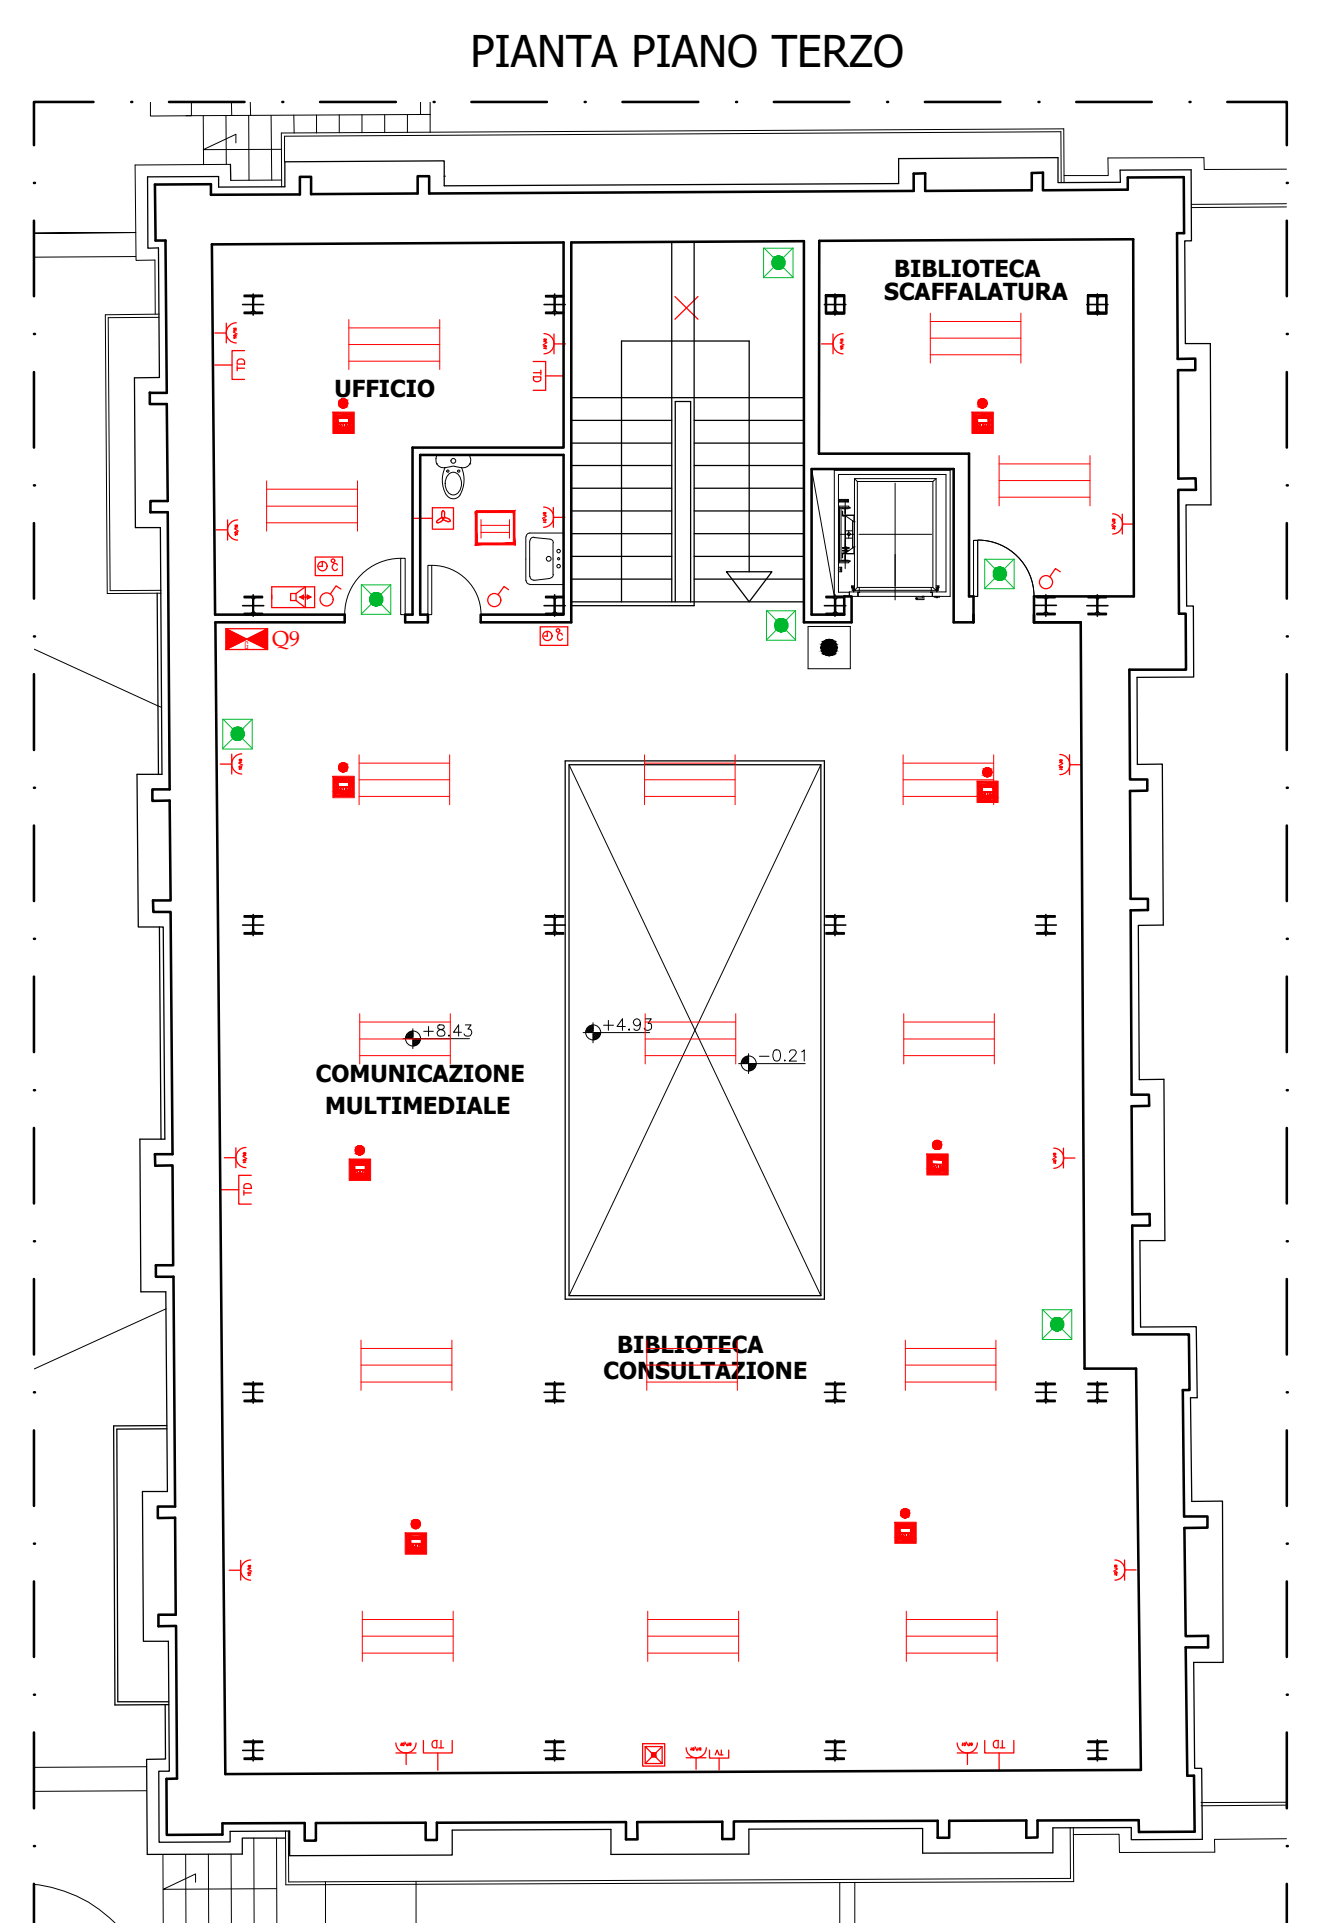 PIANTA PIANO TERZO
BIBLIOTECA
SCAFFALATURA
TD
TD
UFFICIO
Q9
+8.43
+4.93
-0.21
COMUNICAZIONE
MULTIMEDIALE
TD
BIBLIOTECA
CONSULTAZIONE
TD
TV
TD